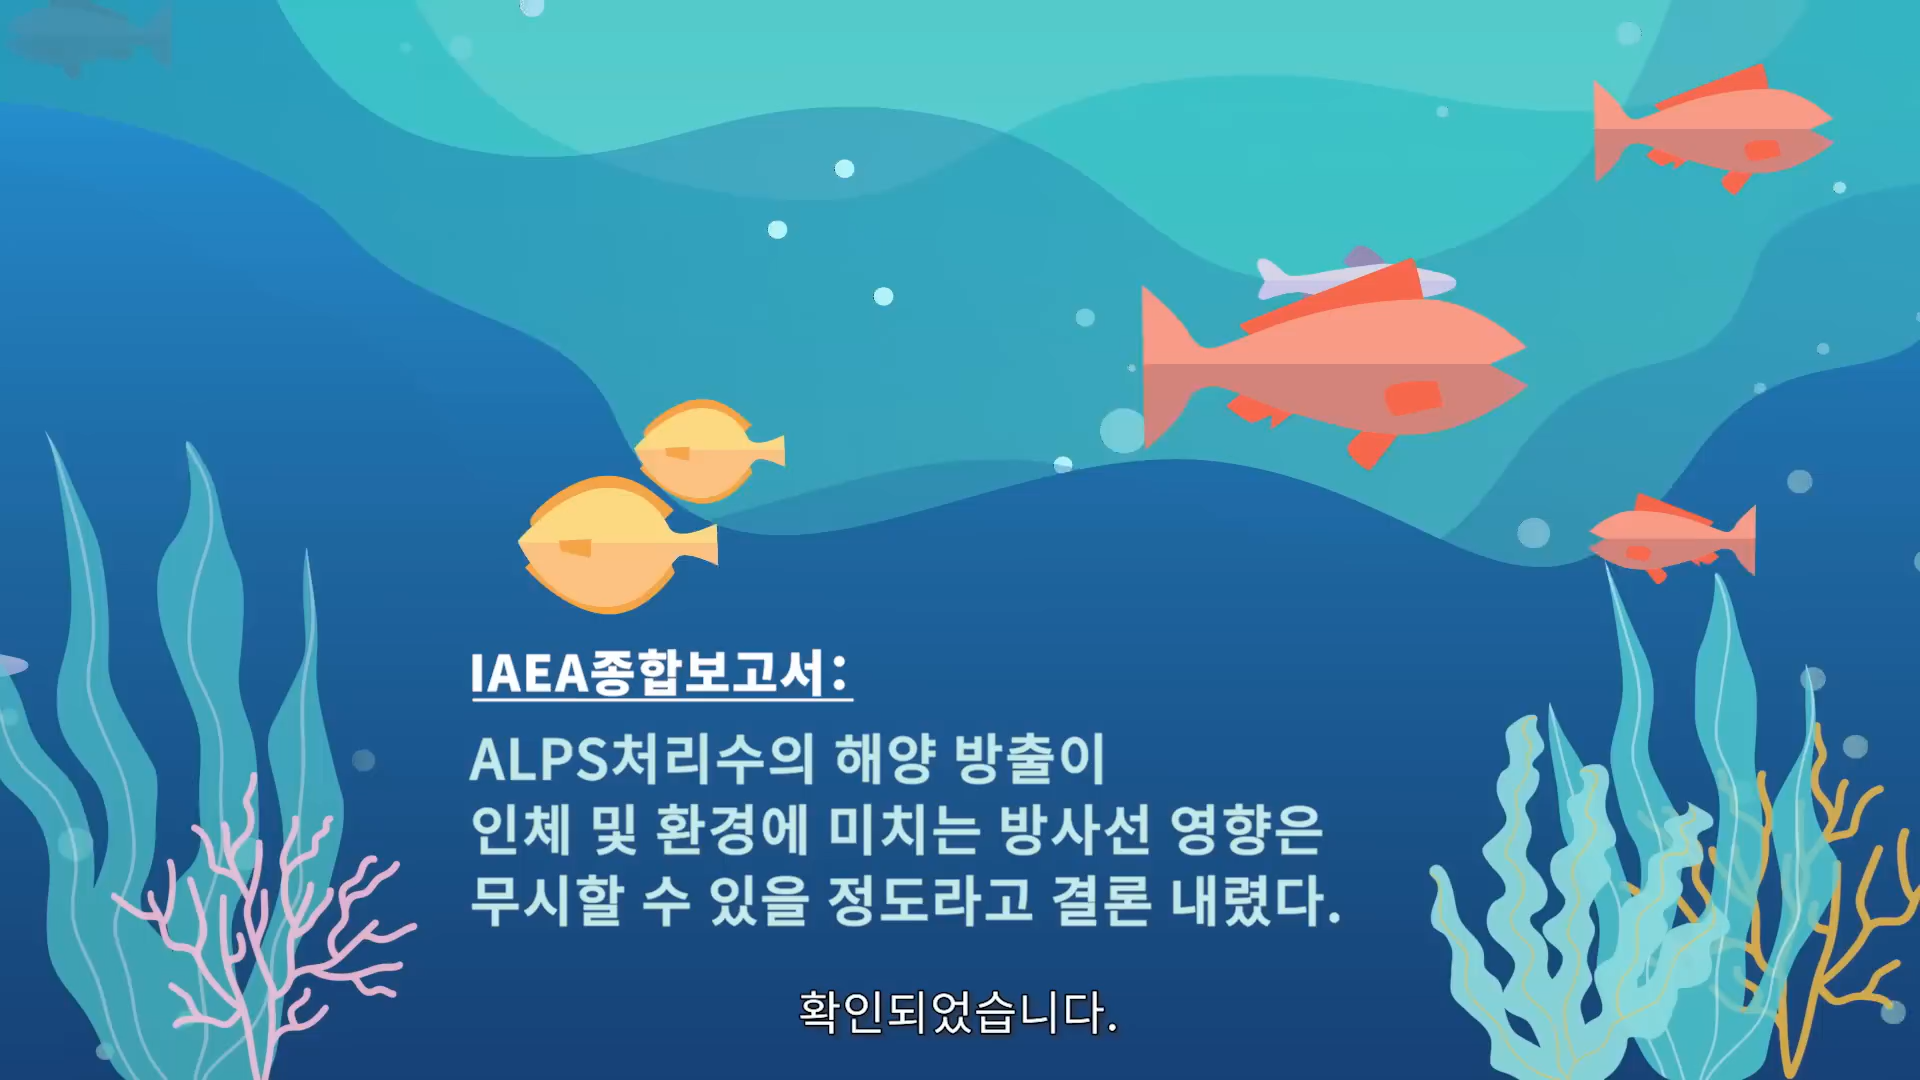 IAEA종합보고서:
ALPS처리수의 해양 방출이
인체 및 환경에 미치는 방사선 영향은
무시할 수 있을 정도라고 결론 내렸다.
확인되었습니다.